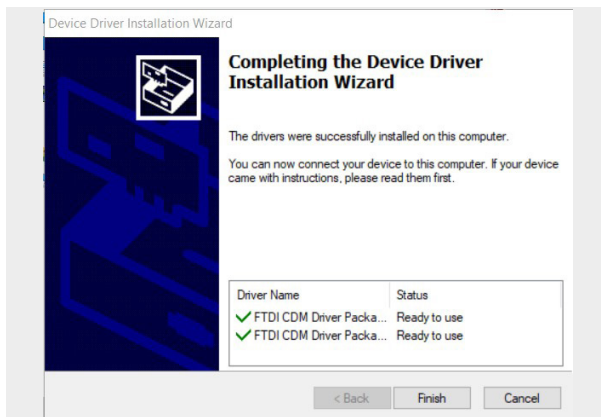 Device Driver Installation Wizard
Completing the Device Driver
Installation Wizard
The drivers were successfully installed on this computer.
You can now connect your device to this computer. If your device
came with instructions, please read them first.
Driver Name Status
FTDI CDM Driver Packa... Ready to use
FTDI CDM Driver Packa... Ready to use
< Back Finish Cancel